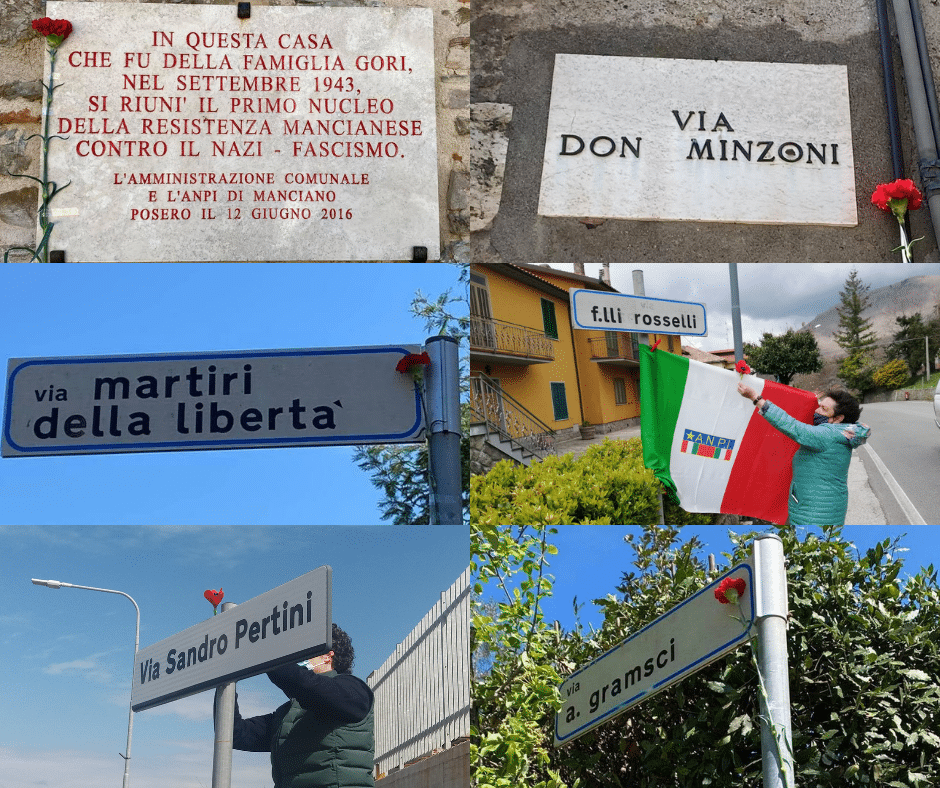 IN QUESTA CASA
CHE FU DELLA FAMIGLIA GORI,
NEL SETTEMBRE 1943,
SI RIUNI' IL PRIMO NUCLEO
DELLA RESISTENZA MANCIANESE
CONTRO IL NAZI - FASCISMO.
L'AMMINISTRAZIONE COMUNALE
E L'ANPI DI MANCIANO
POSERO IL 12 GIUGNO 2016
VIA
DON MINZONI
via martiri
della liberta`
f.lli rosselli
A.N.P.I
Via Sandro Pertini
via
a. gramsci